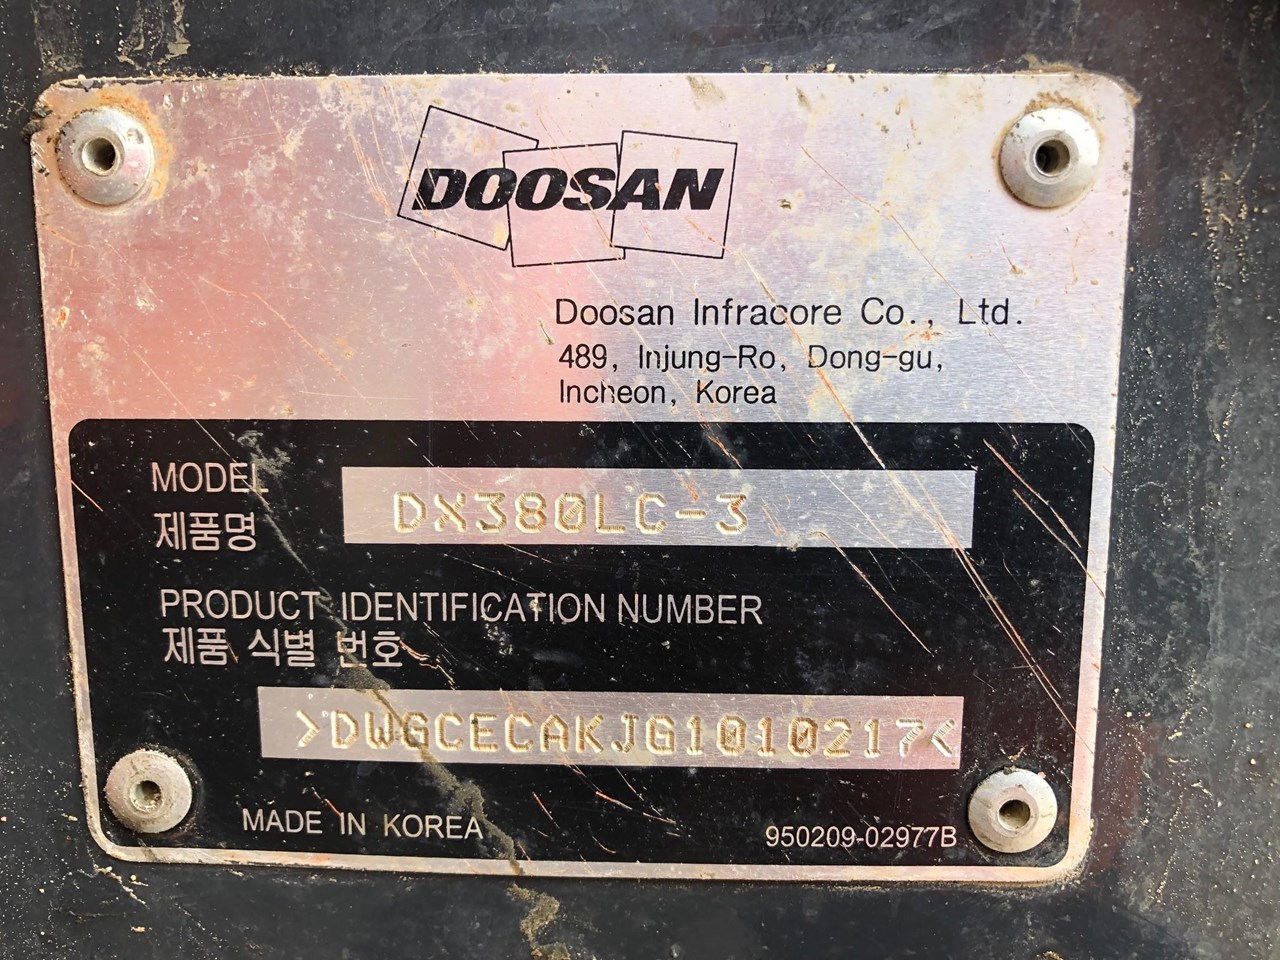 DOOSAN
Doosan Infracore Co., Ltd.
489, Injung-Ro, Dong-gu,
Incheon, Korea
MODEL
제품명
DX380LC-3
PRODUCT IDENTIFICATION NUMBER
제품 식별 번호
>DWGCECAKJG1010217<
MADE IN KOREA
950209-02977B